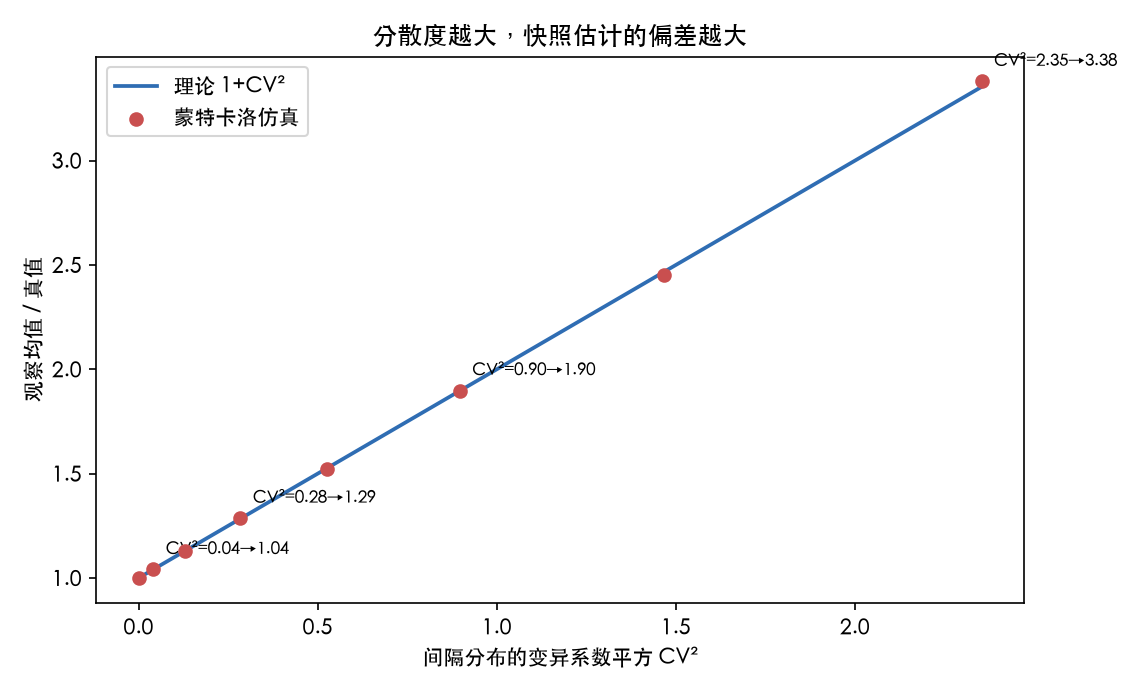 分散度越大，快照估计的偏差越大
理论 1+CV²
蒙特卡洛仿真
CV²=2.35→3.38
CV²=0.90→1.90
CV²=0.28→1.29
CV²=0.04→1.04
观察均值 / 真值
3.0
2.5
2.0
1.5
1.0
0.0
0.5
1.0
1.5
2.0
间隔分布的变异系数平方 CV²